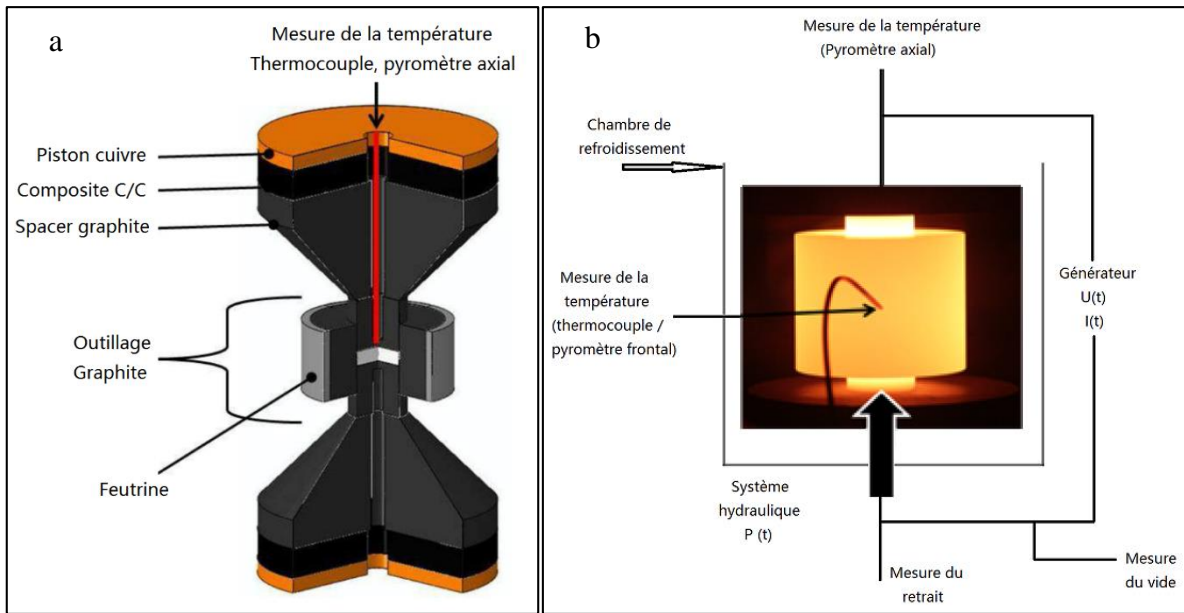 a
Mesure de la température
Thermocouple, pyromètre axial
Piston cuivre
Composite C/C
Spacer graphite
Outillage
Graphite
Feutrine
b
Mesure de la température
(Pyromètre axial)
Chambre de
refroidissement
Mesure de la
température
(thermocouple /
pyromètre frontal)
Générateur
U(t)
I(t)
Système
hydraulique
P (t)
Mesure du
retrait
Mesure
du vide